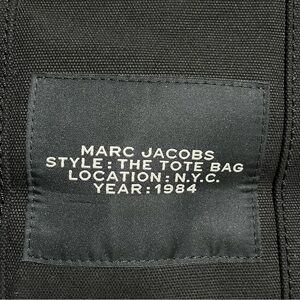 MARC JACOBS
STYLE: THE TOTE BAG
LOCATION: N.Y.C.
YEAR: 1984